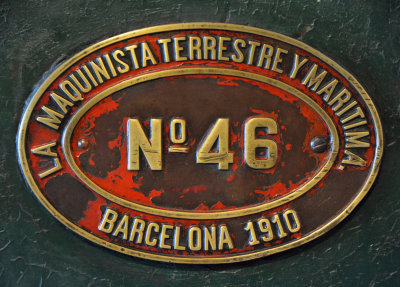 LA MAQUINISTA TERRESTRE Y MARITIMA.
Nº 46
BARCELONA 1910